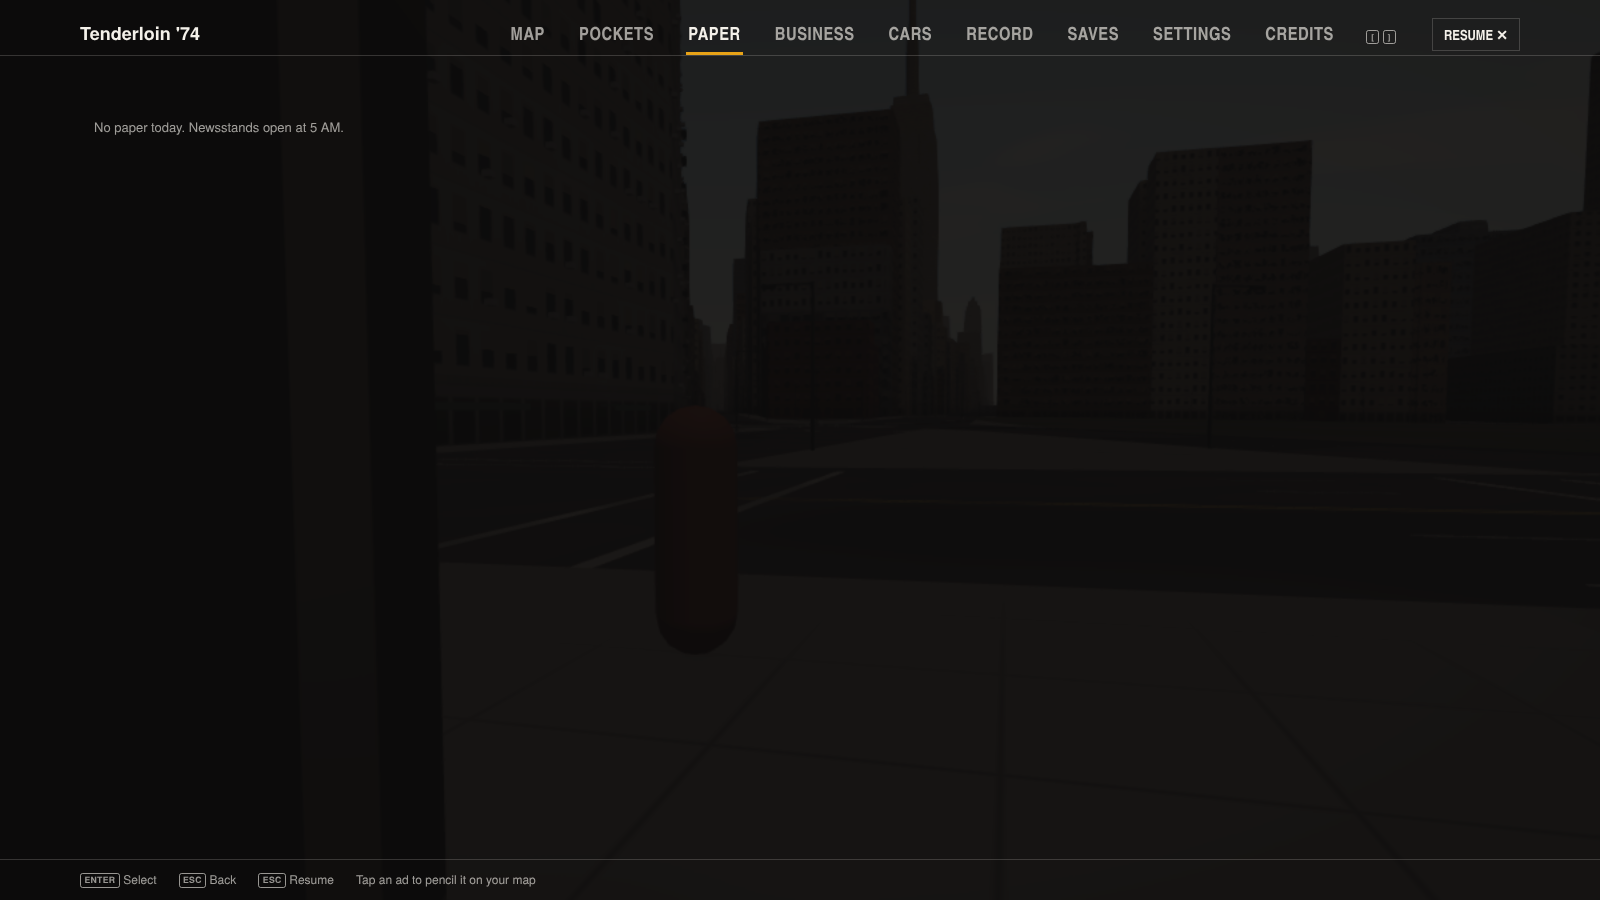 Tenderloin '74
MAP POCKETS PAPER BUSINESS CARS RECORD SAVES SETTINGS CREDITS [ ] RESUME ✕
No paper today. Newsstands open at 5 AM.
ENTER Select ESC Back ESC Resume Tap an ad to pencil it on your map